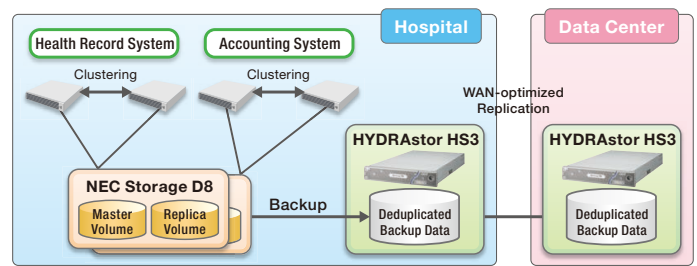 Hospital
Data Center
Health Record System
Accounting System
Clustering
Clustering
WAN-optimized
Replication
HYDRAstor HS3
HYDRAstor HS3
NEC Storage D8
Master
Volume
Replica
Volume
Backup
Deduplicated
Backup Data
Deduplicated
Backup Data